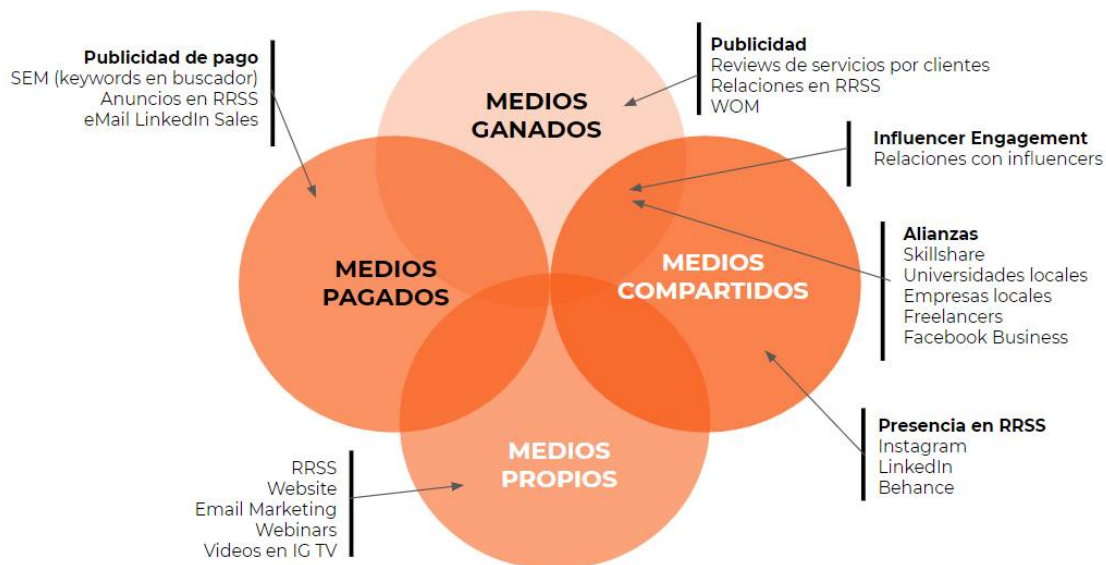 Publicidad de pago
SEM (keywords en buscador)
Anuncios en RRSS
eMail LinkedIn Sales
MEDIOS
GANADOS
Publicidad
Reviews de servicios por clientes
Relaciones en RRSS
WOM
Influencer Engagement
Relaciones con influencers
MEDIOS
PAGADOS
MEDIOS
COMPARTIDOS
Alianzas
Skillshare
Universidades locales
Empresas locales
Freelancers
Facebook Business
MEDIOS
PROPIOS
Presencia en RRSS
Instagram
LinkedIn
Behance
RRSS
Website
Email Marketing
Webinars
Videos en IG TV